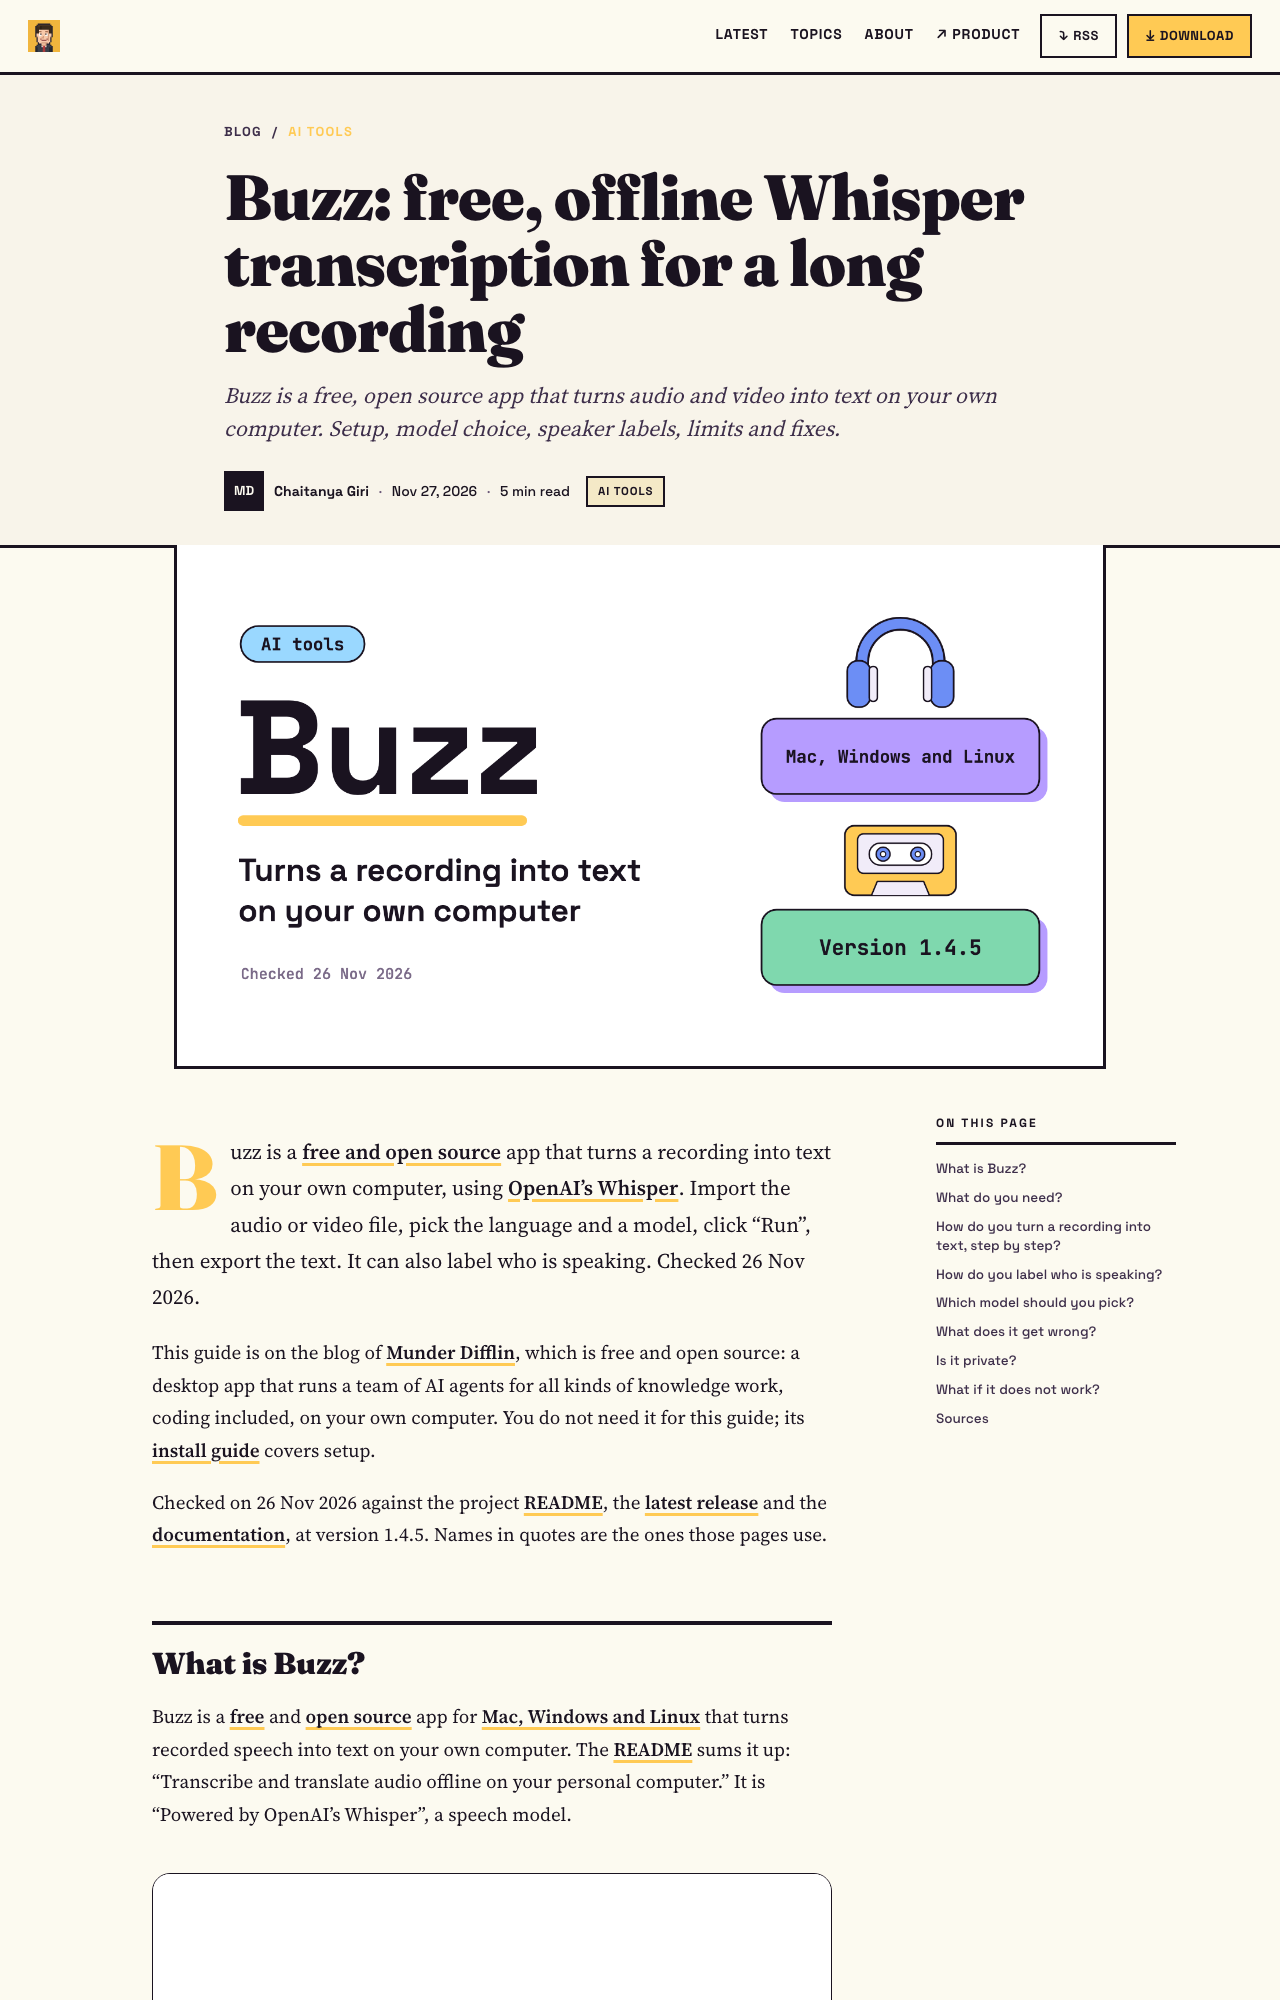 LATEST TOPICS ABOUT ↗ PRODUCT ⤵ RSS ⤓ DOWNLOAD
BLOG / AI TOOLS
Buzz: free, offline Whisper
transcription for a long
recording
Buzz is a free, open source app that turns audio and video into text on your own
computer. Setup, model choice, speaker labels, limits and fixes.
MD Chaitanya Giri · Nov 27, 2026 · 5 min read AI TOOLS
AI tools
Buzz
Turns a recording into text
on your own computer
Checked 26 Nov 2026
Mac, Windows and Linux
Version 1.4.5
Buzz is a free and open source app that turns a recording into text
on your own computer, using OpenAI’s Whisper. Import the
audio or video file, pick the language and a model, click “Run”,
then export the text. It can also label who is speaking. Checked 26 Nov
2026.
This guide is on the blog of Munder Difflin, which is free and open source: a
desktop app that runs a team of AI agents for all kinds of knowledge work,
coding included, on your own computer. You do not need it for this guide; its
install guide covers setup.
Checked on 26 Nov 2026 against the project README, the latest release and the
documentation, at version 1.4.5. Names in quotes are the ones those pages use.
What is Buzz?
Buzz is a free and open source app for Mac, Windows and Linux that turns
recorded speech into text on your own computer. The README sums it up:
“Transcribe and translate audio offline on your personal computer.” It is
“Powered by OpenAI’s Whisper”, a speech model.
ON THIS PAGE
What is Buzz?
What do you need?
How do you turn a recording into
text, step by step?
How do you label who is speaking?
Which model should you pick?
What does it get wrong?
Is it private?
What if it does not work?
Sources